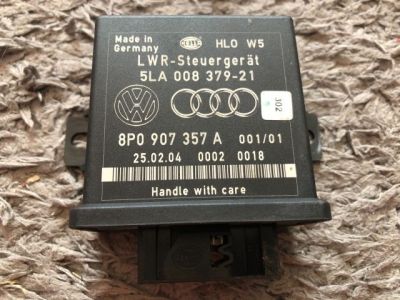 Made in
Germany
HELLA
HLO W5
LWR-Steuergerät
5LA 008 379-21
302
8P0 907 357 A 001/01
25.02.04 0002 0018
Handle with care